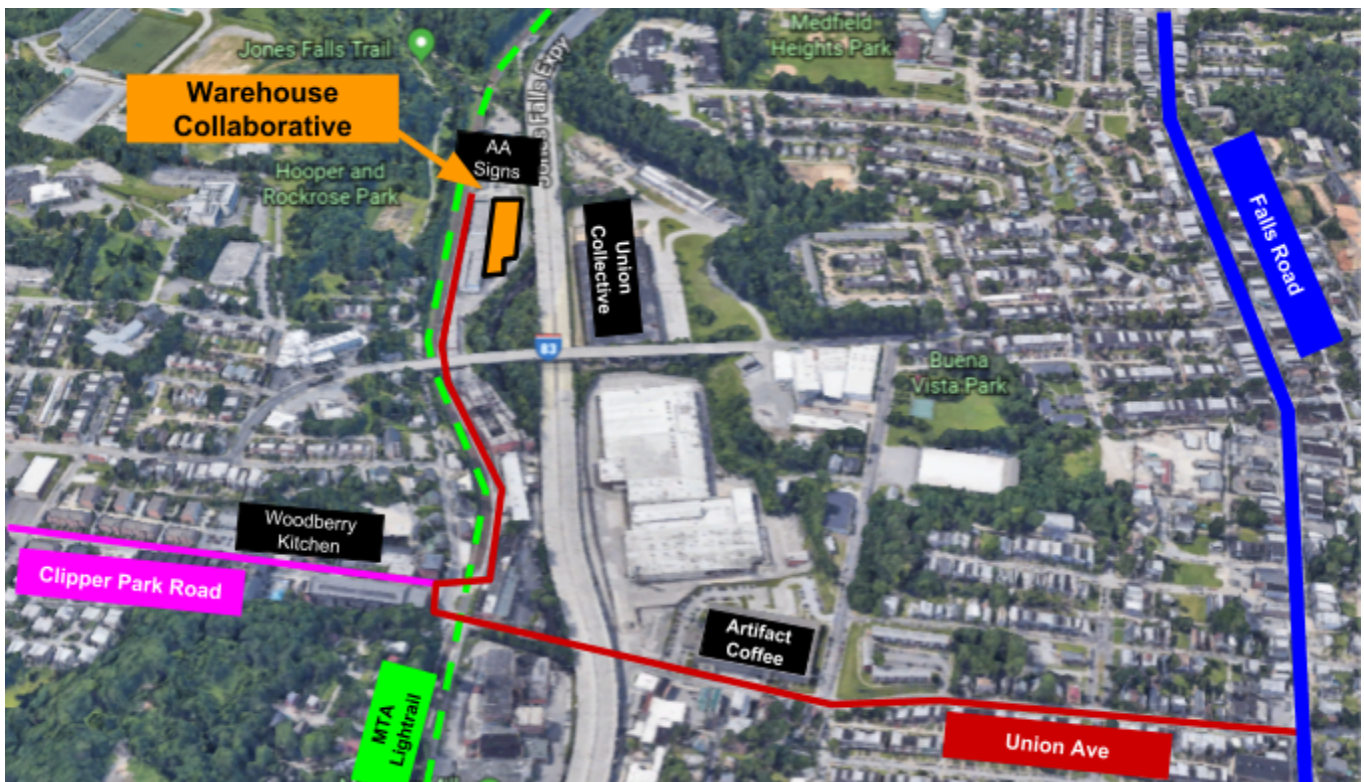 Jones Falls Trail
Medfield
Heights Park
Warehouse
Collaborative
AA
Signs
Jones Falls Expy
Hooper and
Rockrose Park
Union
Collective
Falls Road
83
Buena
Vista Park
Woodberry
Kitchen
Clipper Park Road
Artifact
Coffee
MTA
Lightrail
Union Ave